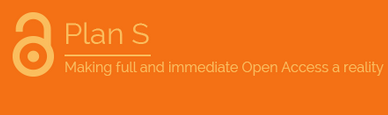 Plan S
Making full and immediate Open Access a reality